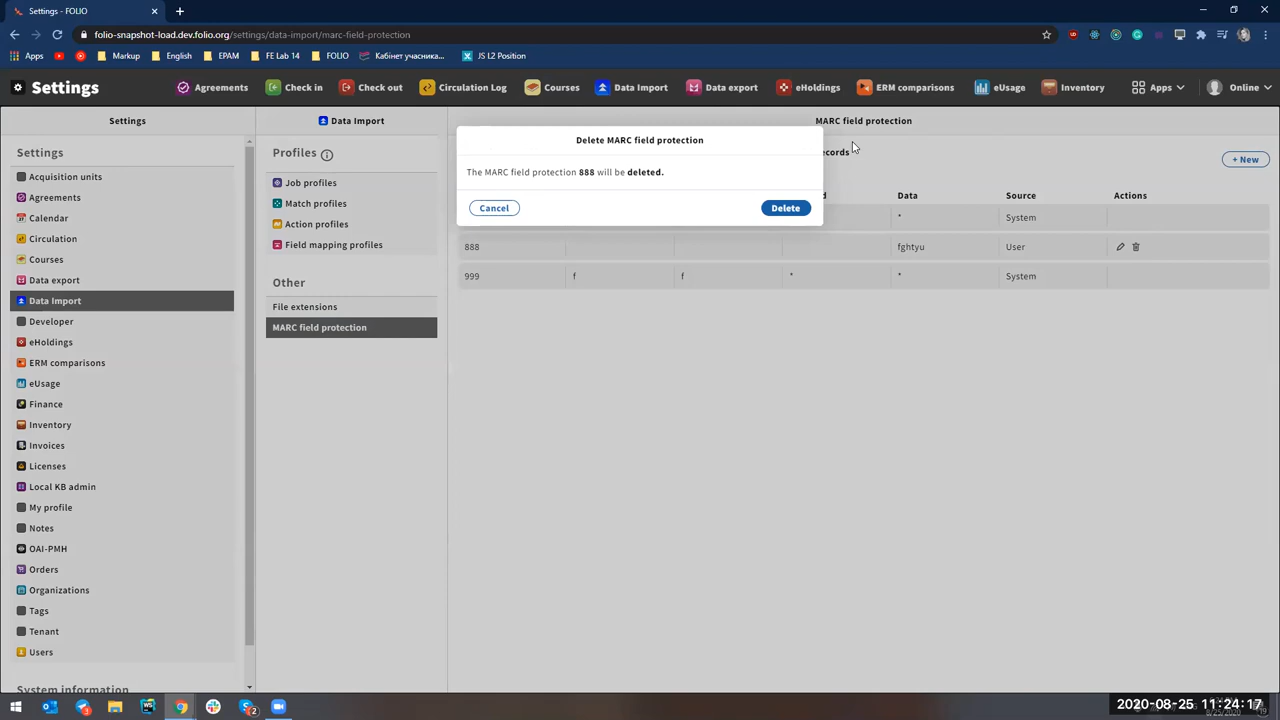 Settings - FOLIO
folio-snapshot-load.dev.folio.org/settings/data-import/marc-field-protection
Apps Markup English EPAM FE Lab 14 FOLIO Кабінет учасника... JS L2 Position
Settings Agreements Check in Check out Circulation Log Courses Data Import Data export eHoldings ERM comparisons eUsage Inventory Apps Online
Settings
Data Import
MARC field protection
Settings
Acquisition units
Agreements
Calendar
Circulation
Courses
Data export
Data Import
Developer
eHoldings
ERM comparisons
eUsage
Finance
Inventory
Invoices
Licenses
Local KB admin
My profile
Notes
OAI-PMH
Orders
Organizations
Tags
Tenant
Users
System information
Profiles
Job profiles
Match profiles
Action profiles
Field mapping profiles
Other
File extensions
MARC field protection
Delete MARC field protection
The MARC field protection 888 will be deleted.
Cancel Delete
ecords
+ New
d Data Source Actions
* System
888 fghtyu User
999 f f * * System
2020-08-25 11:24:17